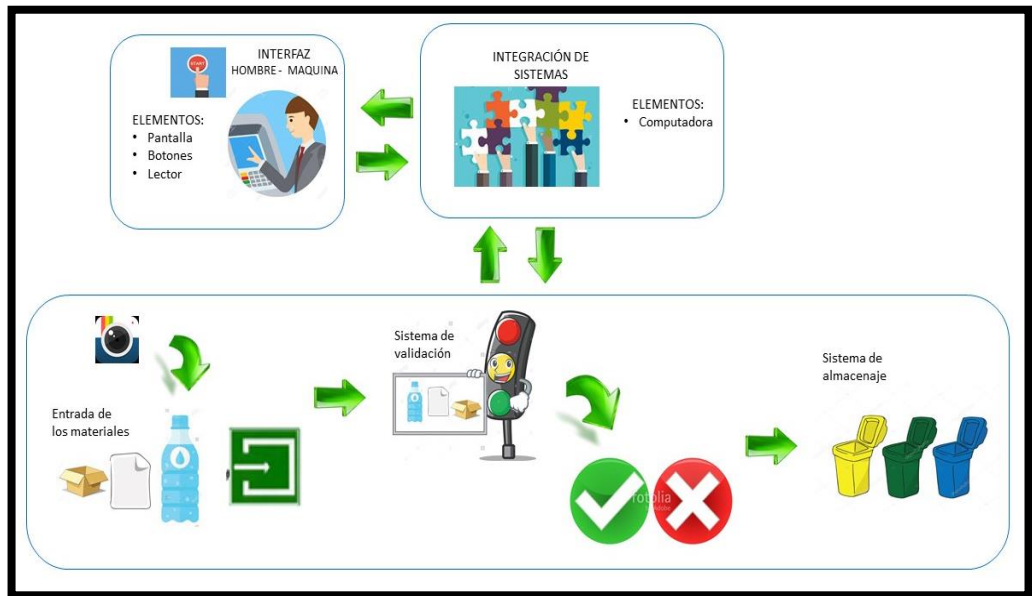 START
INTERFAZ
HOMBRE - MAQUINA
ELEMENTOS:
• Pantalla
• Botones
• Lector
INTEGRACIÓN DE
SISTEMAS
ELEMENTOS:
• Computadora
Sistema de
validación
Entrada de
los materiales
Sistema de
almacenaje